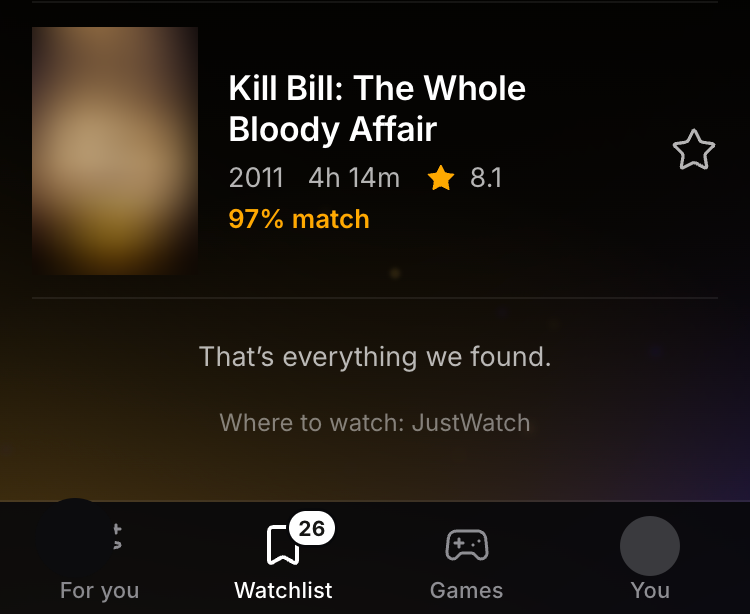 Kill Bill: The Whole
Bloody Affair
2011 4h 14m 8.1
97% match
That’s everything we found.
Where to watch: JustWatch
26
For you Watchlist Games You